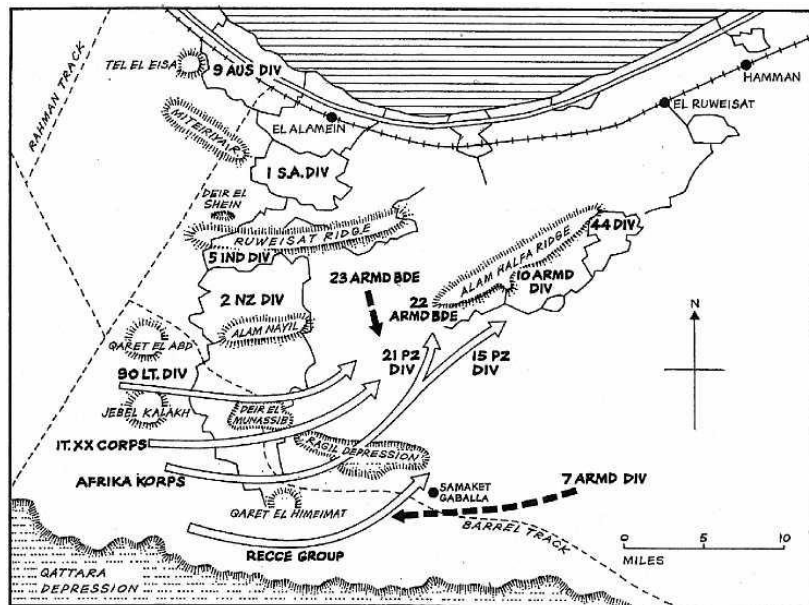 RAHMAN TRACK
TEL EL EISA
9 AUS DIV
HAMMAN
EL RUWEISAT
MITEIRIYA R.
EL ALAMEIN
1 S.A. DIV
DEIR EL
SHEIN
RUWEISAT RIDGE
5 IND DIV
44 DIV
ALAM HALFA RIDGE
10 ARMD
DIV
23 ARMD BDE
22
ARMD BDE
2 NZ DIV
ALAM NAYIL
N
QARET EL ABD
21 PZ
DIV
15 PZ
DIV
90 LT. DIV
JEBEL KALAKH
DEIR EL
MUNASSIB
IT. XX CORPS
RAGIL DEPRESSION
AFRIKA KORPS
SAMAKET
GABALLA
7 ARMD DIV
QARET EL HIMEIMAT
BARREL TRACK
RECCE GROUP
0 5 10
MILES
QATTARA
DEPRESSION